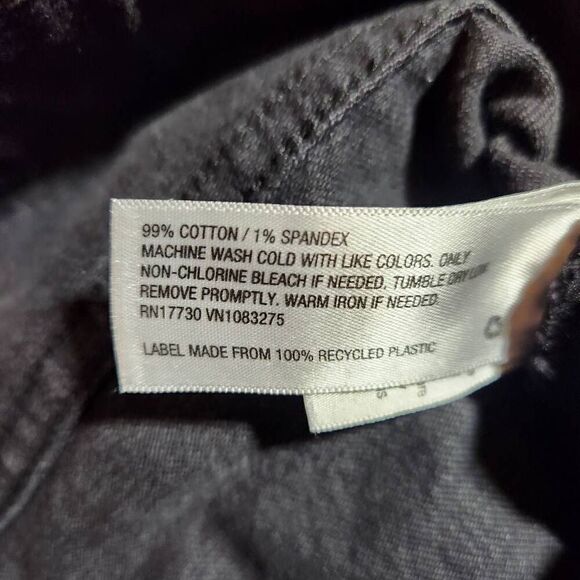 99% COTTON / 1% SPANDEX
MACHINE WASH COLD WITH LIKE COLORS. ONLY
NON-CHLORINE BLEACH IF NEEDED. TUMBLE DRY LOW.
REMOVE PROMPTLY. WARM IRON IF NEEDED.
RN17730 VN1083275
LABEL MADE FROM 100% RECYCLED PLASTIC